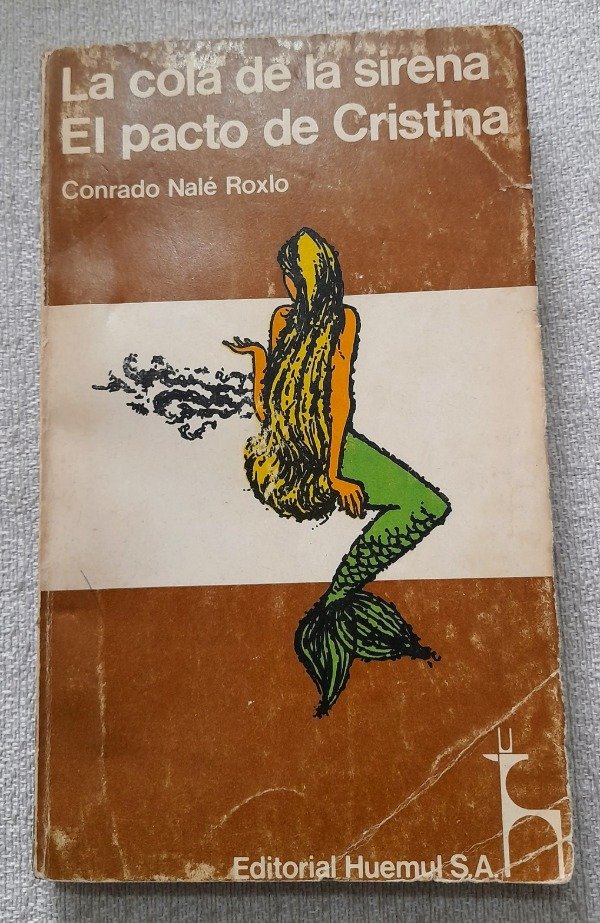 La cola de la sirena
El pacto de Cristina
Conrado Nalé Roxlo
Editorial Huemul S.A.